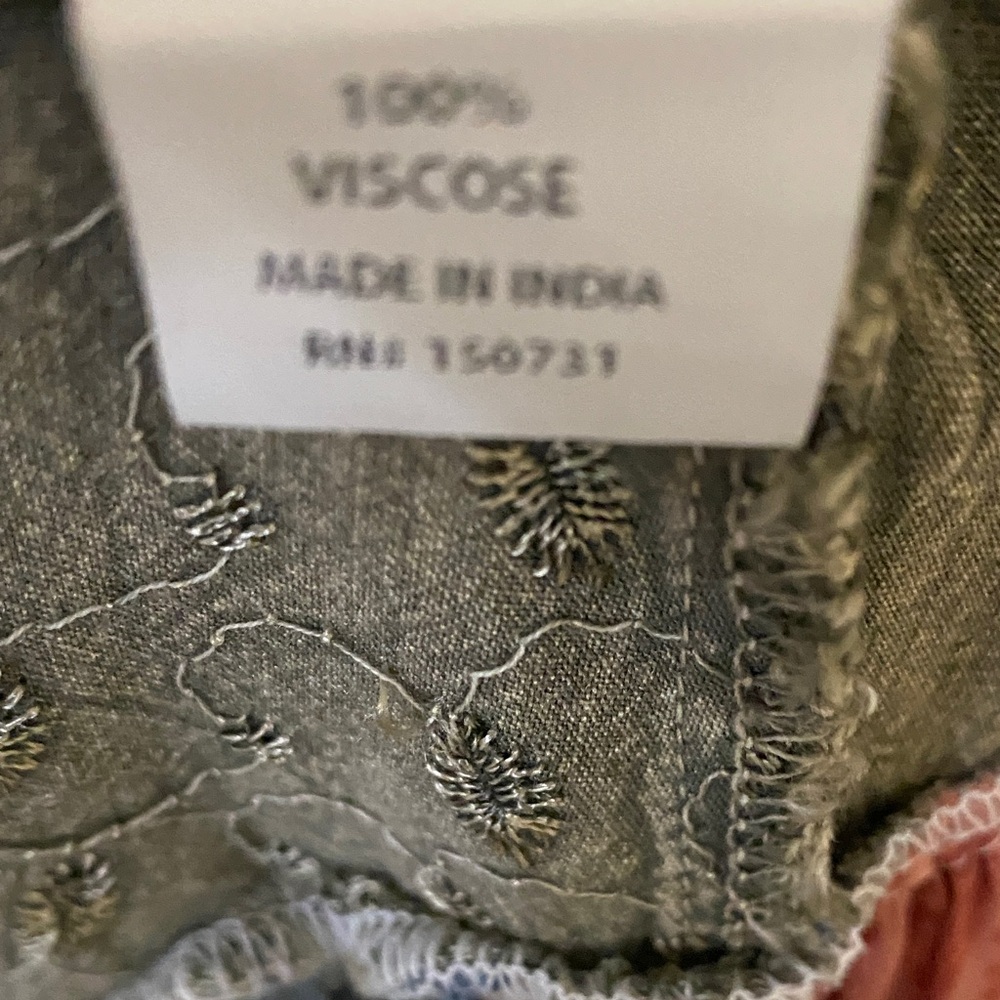 100%
VISCOSE
MADE IN INDIA
RN# 150731